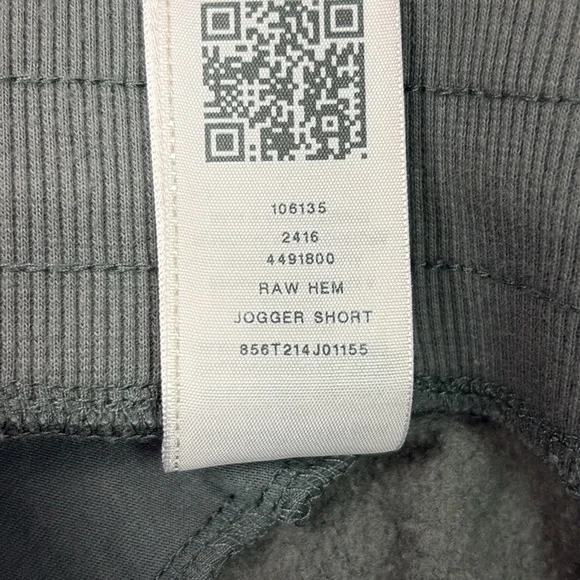 106135
2416
4491800
RAW HEM
JOGGER SHORT
856T214J01155